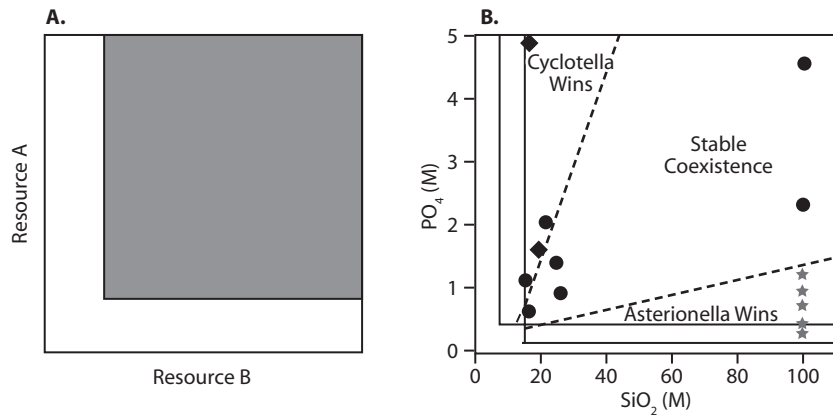 A.
Resource A
Resource B
B.
PO₄ (M)
5
4
3
2
1
0
Cyclotella
Wins
Stable
Coexistence
Asterionella Wins
0 20 40 60 80 100
SiO₂ (M)